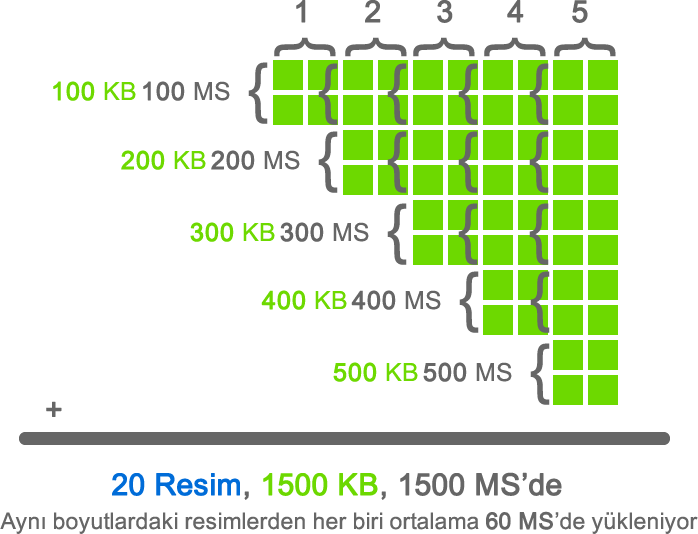 1 2 3 4 5
100 KB 100 MS
200 KB 200 MS
300 KB 300 MS
400 KB 400 MS
500 KB 500 MS
+
20 Resim, 1500 KB, 1500 MS’de
Aynı boyutlardaki resimlerden her biri ortalama 60 MS’de yükleniyor